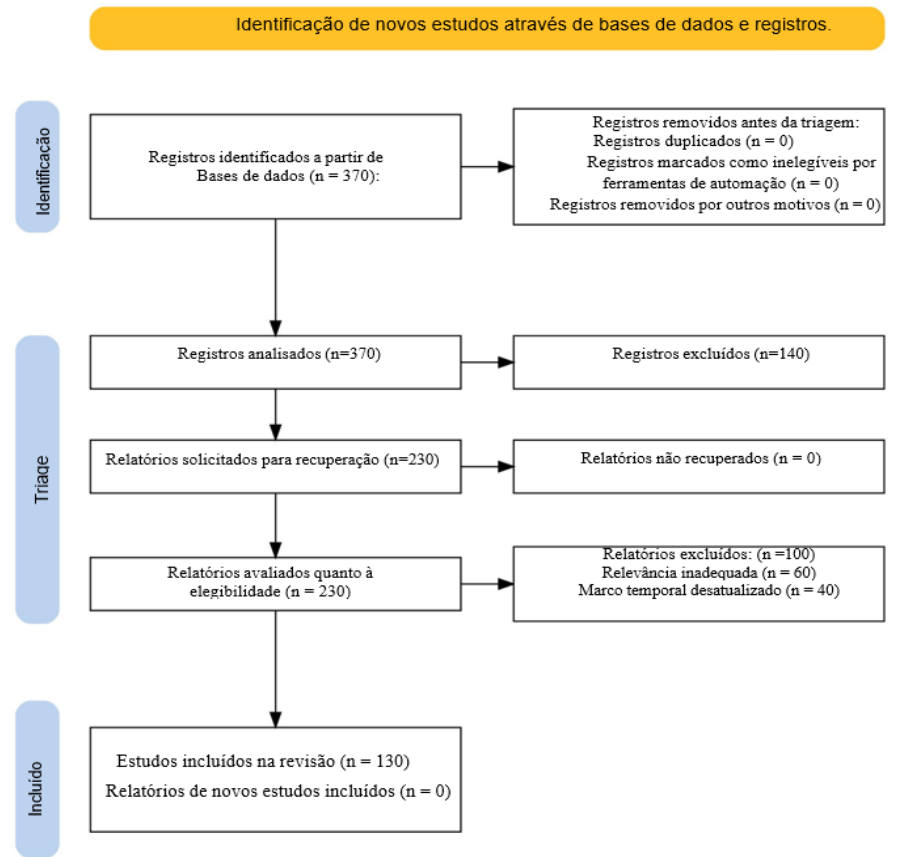 Identificação de novos estudos através de bases de dados e registros.
Identificação
Registros identificados a partir de
Bases de dados (n = 370):
Registros removidos antes da triagem:
Registros duplicados (n = 0)
Registros marcados como inelegíveis por
ferramentas de automação (n = 0)
Registros removidos por outros motivos (n = 0)
Triage
Registros analisados (n=370)
Registros excluídos (n=140)
Relatórios solicitados para recuperação (n=230)
Relatórios não recuperados (n = 0)
Relatórios avaliados quanto à
elegibilidade (n = 230)
Relatórios excluídos: (n =100)
Relevância inadequada (n = 60)
Marco temporal desatualizado (n = 40)
Incluído
Estudos incluídos na revisão (n = 130)
Relatórios de novos estudos incluídos (n = 0)